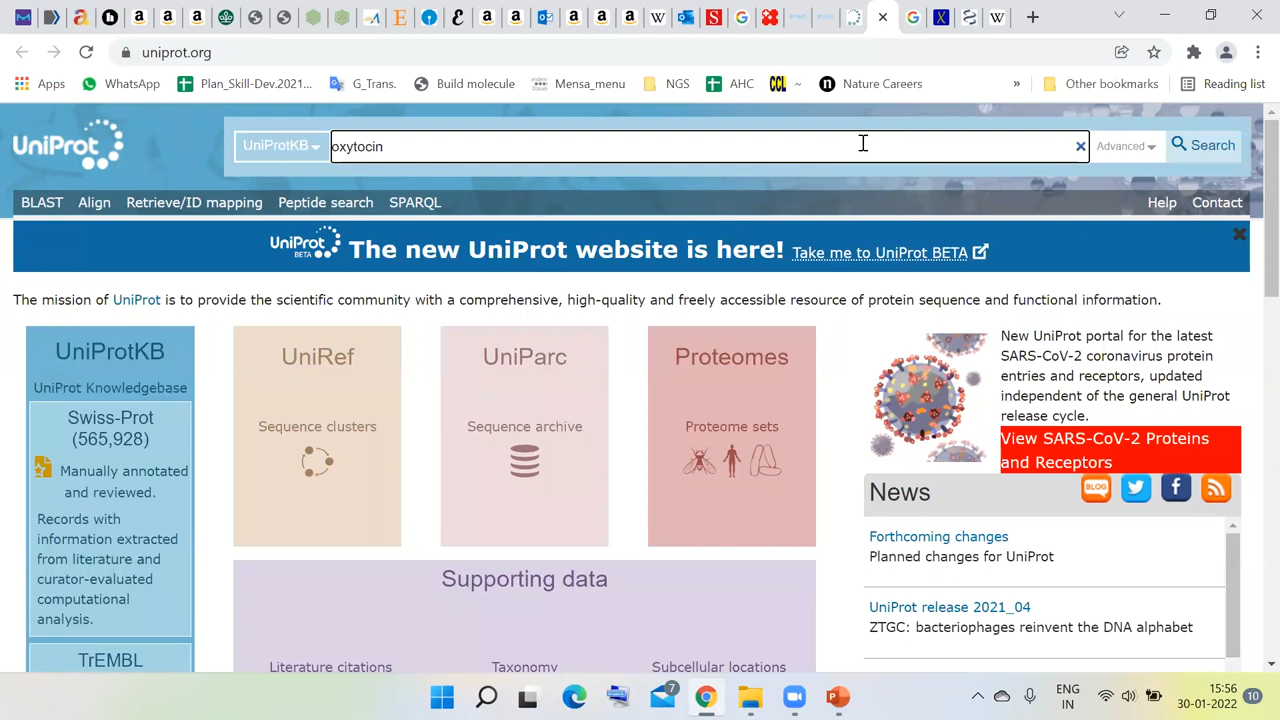 uniprot.org
Apps
WhatsApp
Plan_Skill-Dev.2021...
G_Trans.
Build molecule
Mensa_menu
NGS
AHC
CCL
~
Nature Careers
»
Other bookmarks
Reading list
UniProt
UniProtKB
oxytocin
Advanced
Search
BLAST
Align
Retrieve/ID mapping
Peptide search
SPARQL
Help
Contact
UniProt BETA
The new UniProt website is here! Take me to UniProt BETA
The mission of UniProt is to provide the scientific community with a comprehensive, high-quality and freely accessible resource of protein sequence and functional information.
UniProtKB
UniProt Knowledgebase
Swiss-Prot
(565,928)
Manually annotated
and reviewed.
Records with
information extracted
from literature and
curator-evaluated
computational
analysis.
TrEMBL
UniRef
Sequence clusters
UniParc
Sequence archive
Proteomes
Proteome sets
Supporting data
Literature citations
Taxonomy
Subcellular locations
New UniProt portal for the latest
SARS-CoV-2 coronavirus protein
entries and receptors, updated
independent of the general UniProt
release cycle.
View SARS-CoV-2 Proteins
and Receptors
News
BLOG
Forthcoming changes
Planned changes for UniProt
UniProt release 2021_04
ZTGC: bacteriophages reinvent the DNA alphabet
7
ENG
IN
15:56
30-01-2022
10